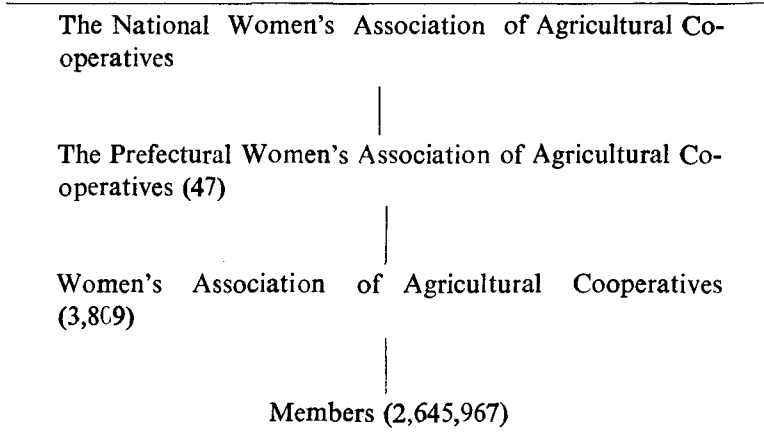 The National Women's Association of Agricultural Co-
operatives
The Prefectural Women's Association of Agricultural Co-
operatives (47)
Women's Association of Agricultural Cooperatives
(3,809)
Members (2,645,967)